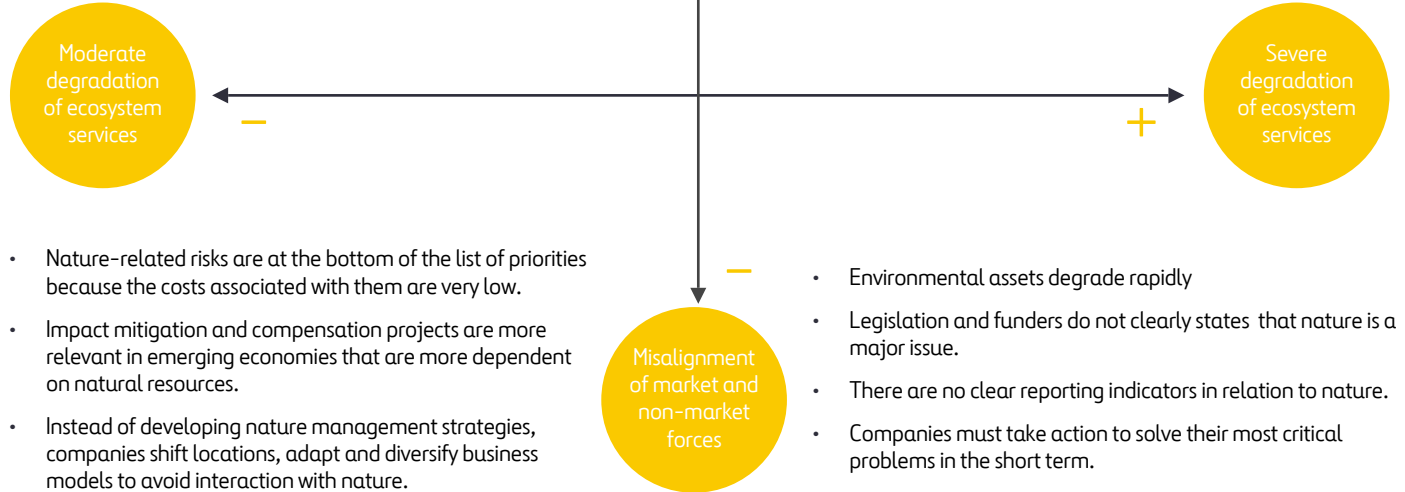 Moderate
degradation
of ecosystem
services
−
+
Severe
degradation
of ecosystem
services
• Nature-related risks are at the bottom of the list of priorities
because the costs associated with them are very low.
• Impact mitigation and compensation projects are more
relevant in emerging economies that are more dependent
on natural resources.
• Instead of developing nature management strategies,
companies shift locations, adapt and diversify business
models to avoid interaction with nature.
−
Misalignment
of market and
non-market
forces
• Environmental assets degrade rapidly
• Legislation and funders do not clearly states that nature is a
major issue.
• There are no clear reporting indicators in relation to nature.
• Companies must take action to solve their most critical
problems in the short term.